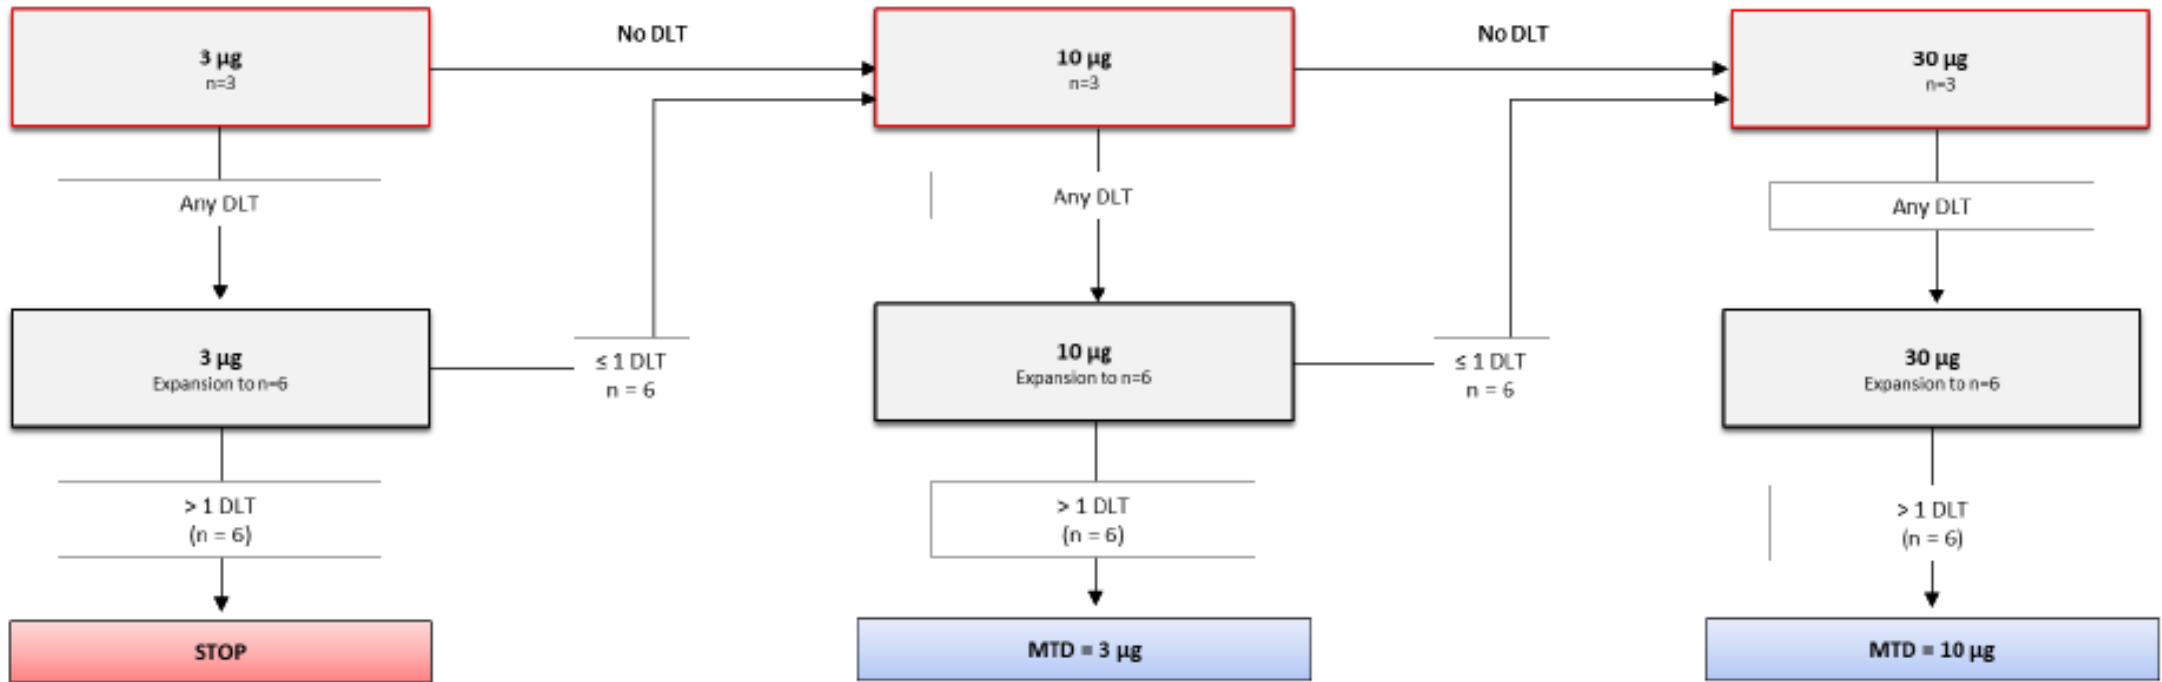 3 µg
n=3
No DLT
10 µg
n=3
No DLT
30 µg
n=3
Any DLT
Any DLT
Any DLT
3 µg
Expansion to n=6
≤ 1 DLT
n = 6
10 µg
Expansion to n=6
≤ 1 DLT
n = 6
30 µg
Expansion to n=6
> 1 DLT
(n = 6)
> 1 DLT
(n = 6)
> 1 DLT
(n = 6)
STOP
MTD = 3 µg
MTD = 10 µg